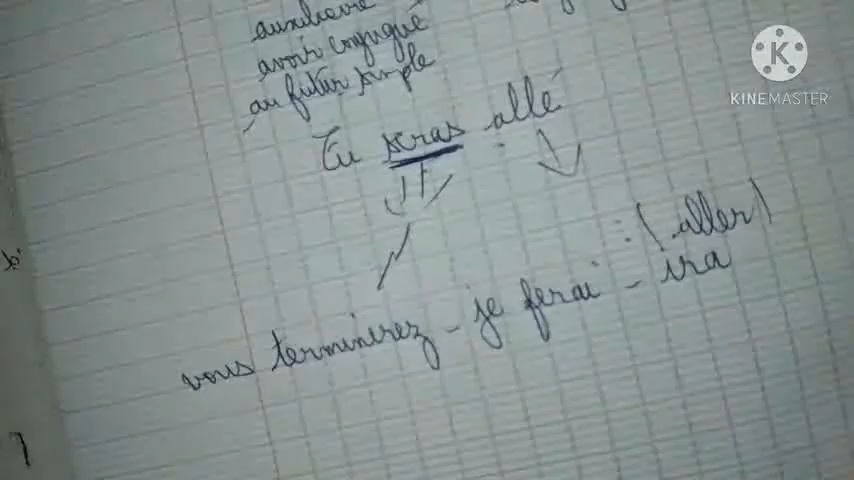 auxiliaire
avoir conjugué
au futur simple
Tu seras allé
: ( aller )
vous terminerez - je ferai - ira
K
KINEMASTER